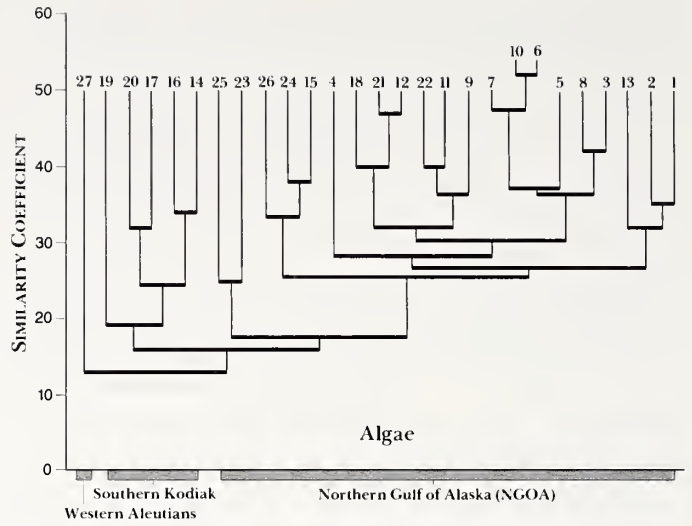 60
10 6
27 19 20 17 16 14 25 23 26 24 15 4 18 21 12 22 11 9 7 5 8 3 13 2 1
50
40
30
20
10
0
SIMILARITY COEFFICIENT
Algae
Southern Kodiak
Northern Gulf of Alaska (NGOA)
Western Aleutians